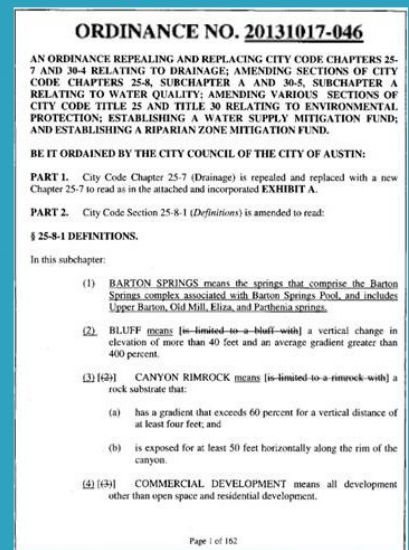 ORDINANCE NO. 20131017-046
AN ORDINANCE REPEALING AND REPLACING CITY CODE CHAPTERS 25-
7 AND 30-4 RELATING TO DRAINAGE; AMENDING SECTIONS OF CITY
CODE CHAPTERS 25-8, SUBCHAPTER A AND 30-5, SUBCHAPTER A
RELATING TO WATER QUALITY; AMENDING VARIOUS SECTIONS OF
CITY CODE TITLE 25 AND TITLE 30 RELATING TO ENVIRONMENTAL
PROTECTION; ESTABLISHING A WATER SUPPLY MITIGATION FUND;
AND ESTABLISHING A RIPARIAN ZONE MITIGATION FUND.
BE IT ORDAINED BY THE CITY COUNCIL OF THE CITY OF AUSTIN:
PART 1. City Code Chapter 25-7 (Drainage) is repealed and replaced with a new
Chapter 25-7 to read as in the attached and incorporated EXHIBIT A.
PART 2. City Code Section 25-8-1 (Definitions) is amended to read:
§ 25-8-1 DEFINITIONS.
In this subchapter:
(1) BARTON SPRINGS means the springs that comprise the Barton
Springs complex associated with Barton Springs Pool, and includes
Upper Barton, Old Mill, Eliza, and Parthenia springs.
(2) BLUFF means [is limited to a bluff with] a vertical change in
elevation of more than 40 feet and an average gradient greater than
400 percent.
(3) [(2)] CANYON RIMROCK means [is limited to a rimrock with] a
rock substrate that:
(a) has a gradient that exceeds 60 percent for a vertical distance of
at least four feet; and
(b) is exposed for at least 50 feet horizontally along the rim of the
canyon.
(4) [(3)] COMMERCIAL DEVELOPMENT means all development
other than open space and residential development.
Page 1 of 162